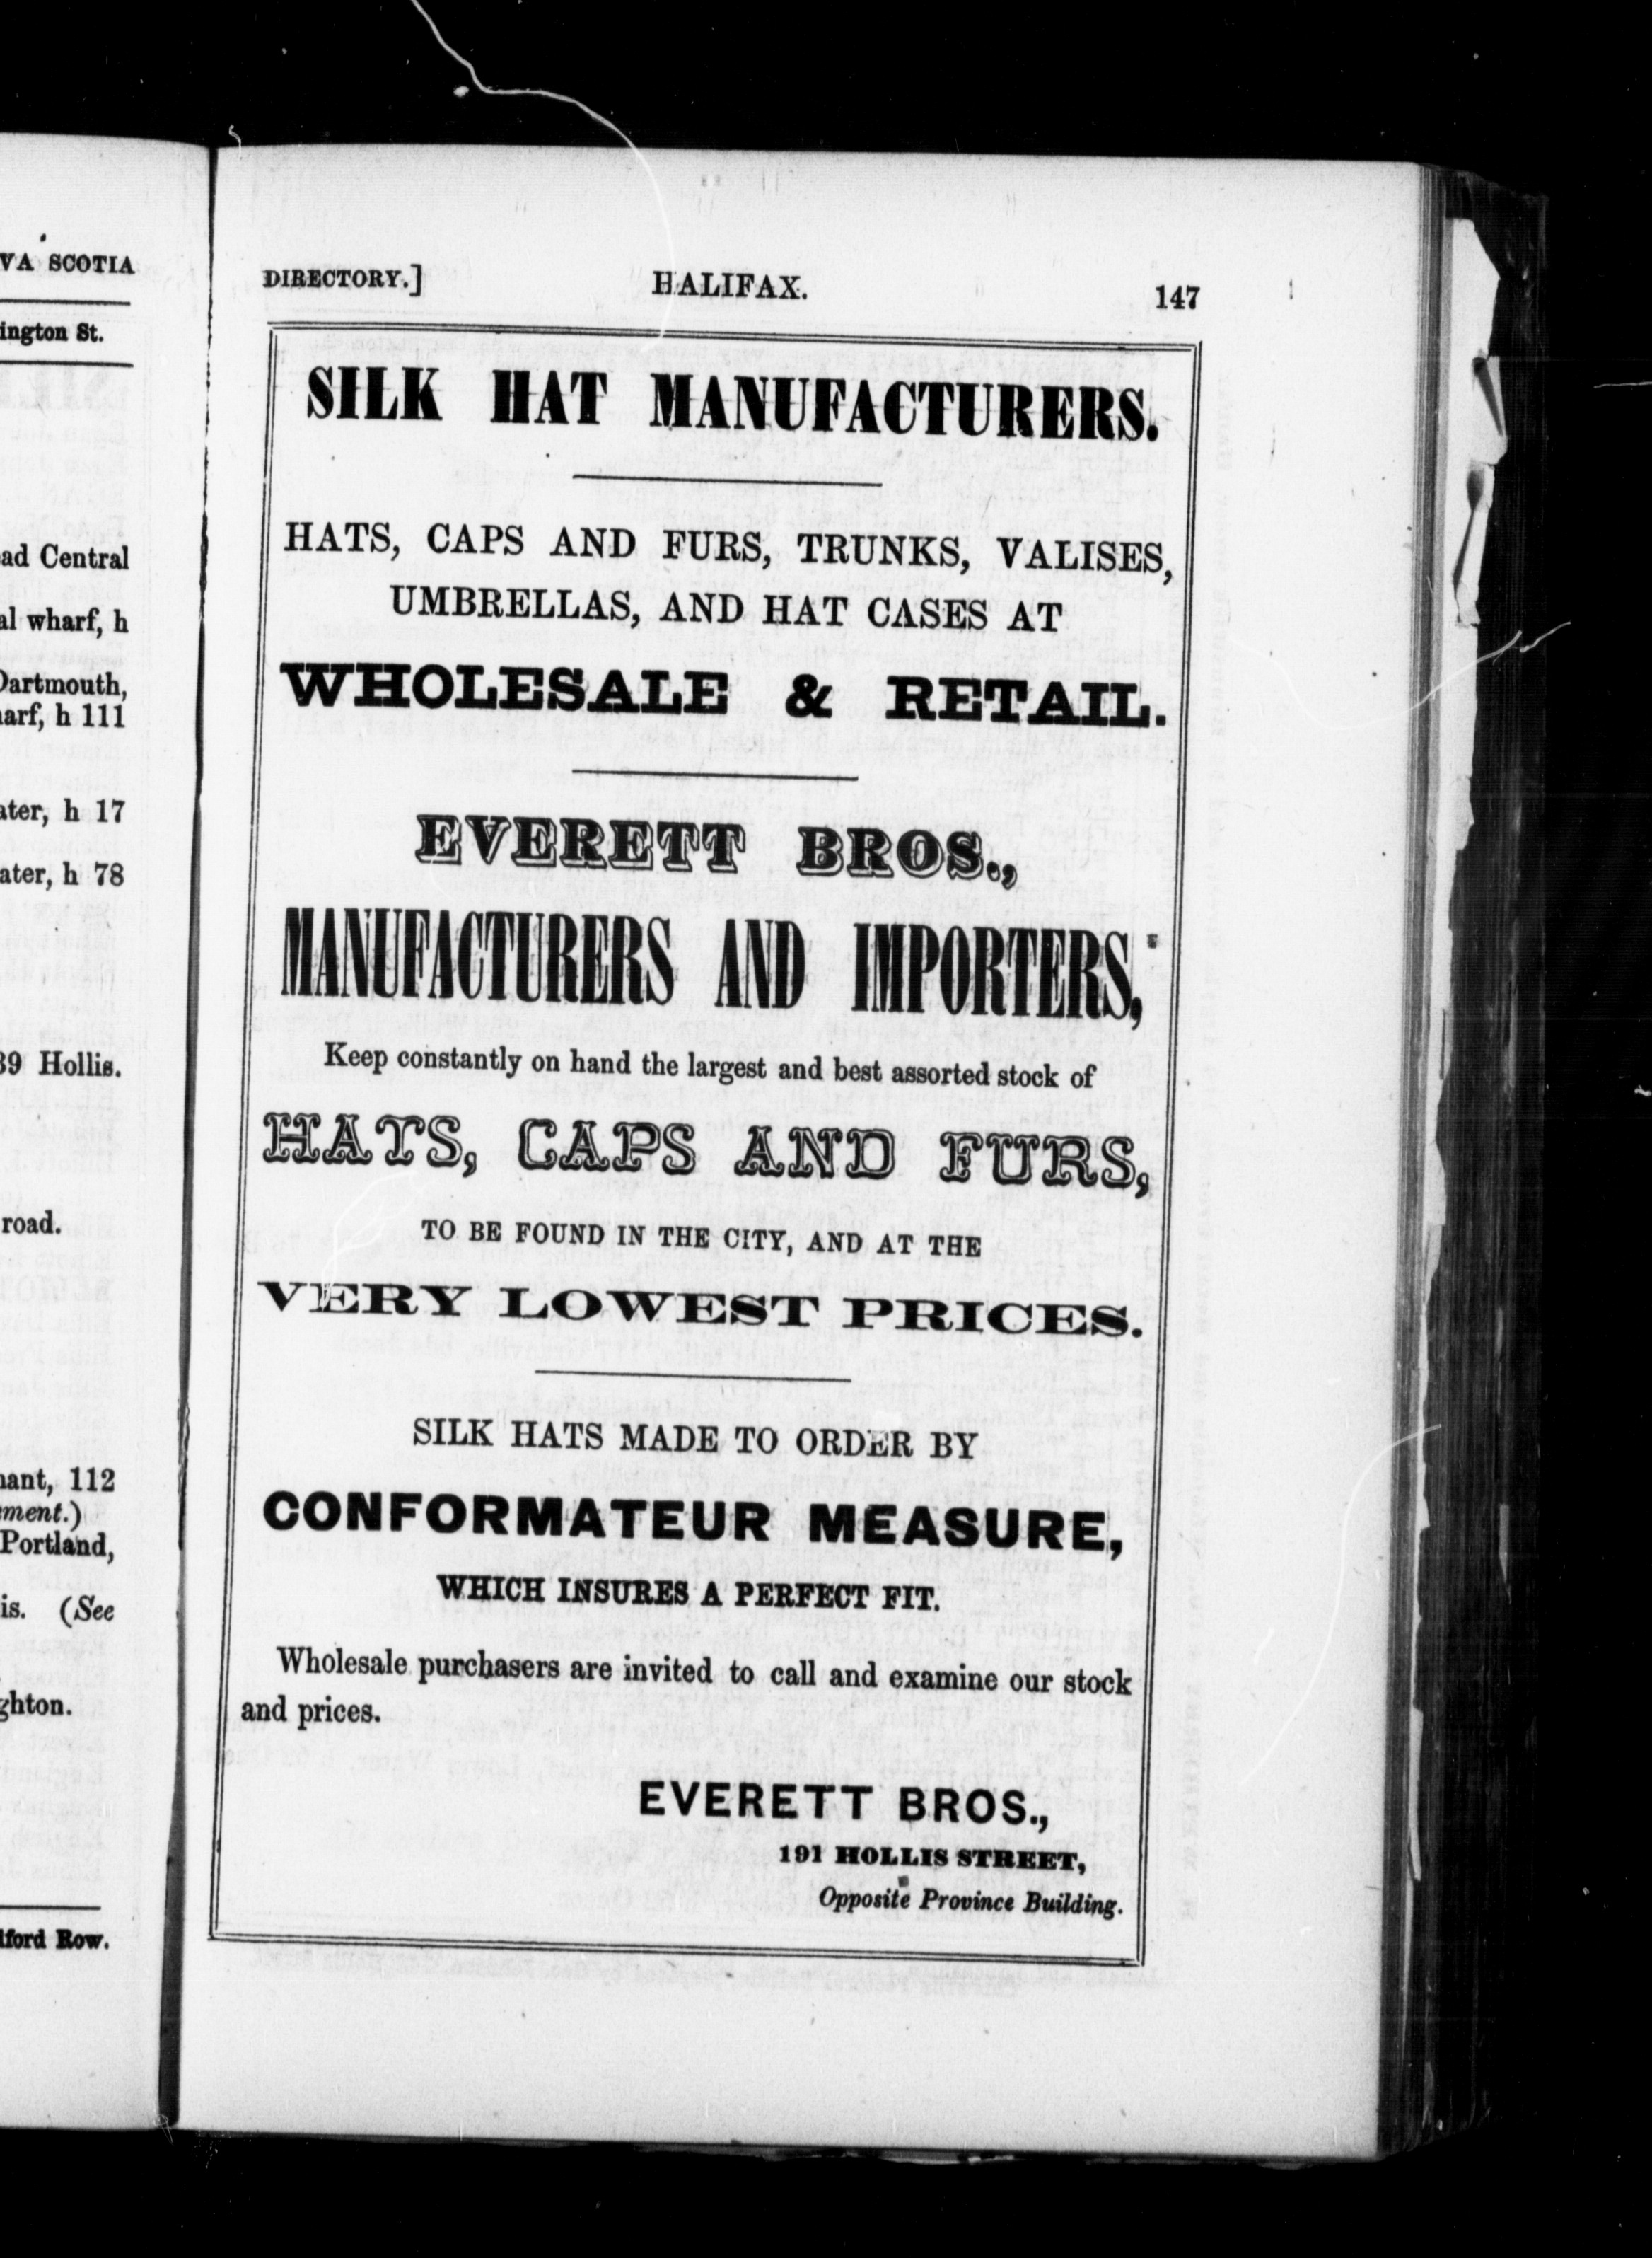 VA SCOTIA
ington St.
ad Central
al wharf, h
Dartmouth,
arf, h 111
ater, h 17
ater, h 78
39 Hollis.
road.
ant, 112
ment.)
Portland,
is. (See
ghton.
ford Row.
DIRECTORY.] HALIFAX. 147
SILK HAT MANUFACTURERS.
HATS, CAPS AND FURS, TRUNKS, VALISES,
UMBRELLAS, AND HAT CASES AT
WHOLESALE & RETAIL.
EVERETT BROS.,
MANUFACTURERS AND IMPORTERS,
Keep constantly on hand the largest and best assorted stock of
HATS, CAPS AND FURS,
TO BE FOUND IN THE CITY, AND AT THE
VERY LOWEST PRICES.
SILK HATS MADE TO ORDER BY
CONFORMATEUR MEASURE,
WHICH INSURES A PERFECT FIT.
Wholesale purchasers are invited to call and examine our stock
and prices.
EVERETT BROS.,
191 HOLLIS STREET,
Opposite Province Building.